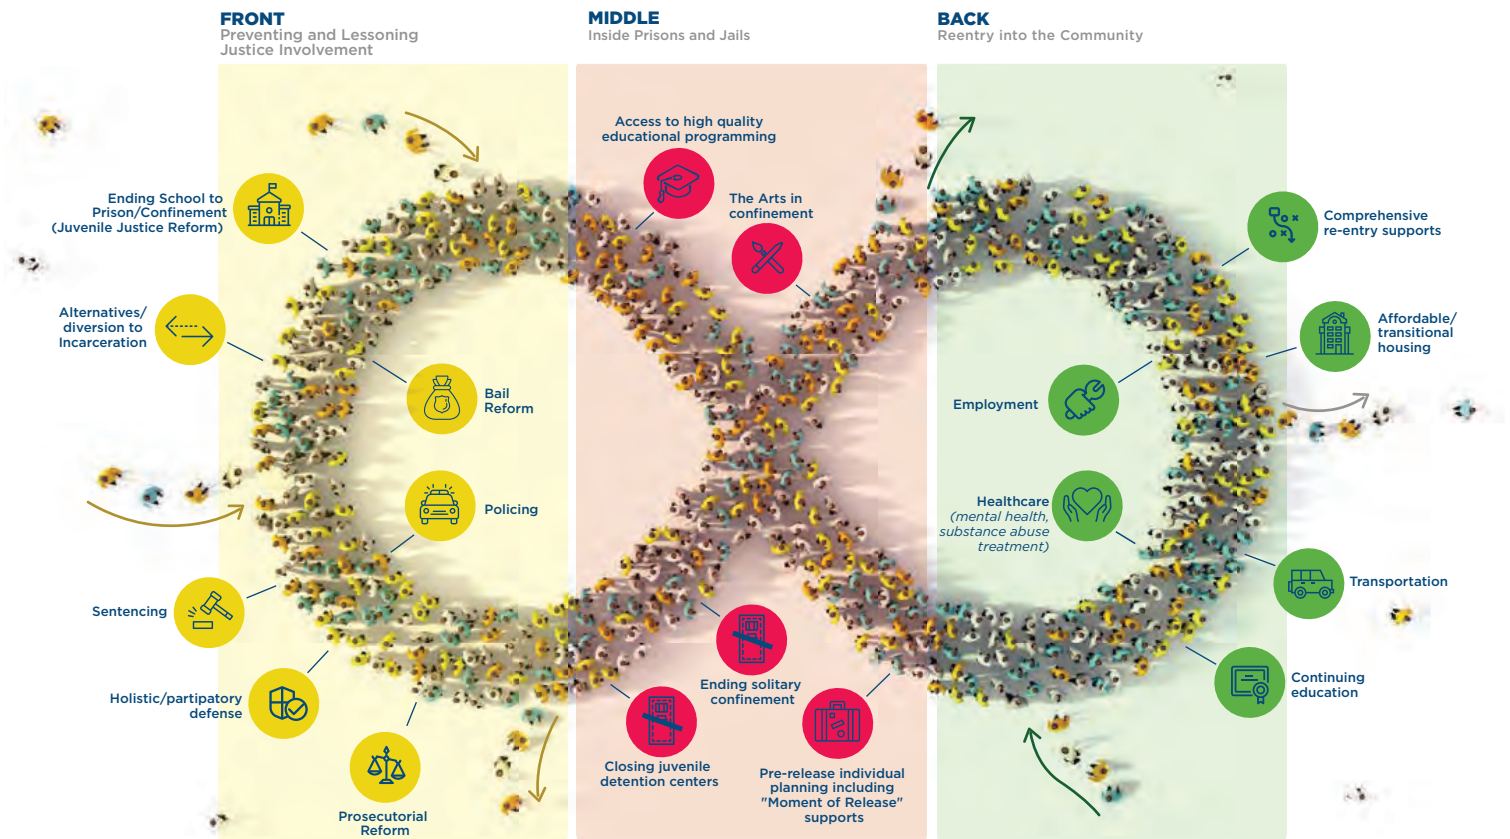 FRONT
Preventing and Lessoning
Justice Involvement
MIDDLE
Inside Prisons and Jails
BACK
Reentry into the Community
Ending School to
Prison/Confinement
(Juvenile Justice Reform)
Alternatives/
diversion to
Incarceration
Bail
Reform
Policing
Sentencing
Holistic/partipatory
defense
Prosecutorial
Reform
Access to high quality
educational programming
The Arts in
confinement
Ending solitary
confinement
Closing juvenile
detention centers
Pre-release individual
planning including
"Moment of Release"
supports
Comprehensive
re-entry supports
Affordable/
transitional
housing
Employment
Healthcare
(mental health,
substance abuse
treatment)
Transportation
Continuing
education